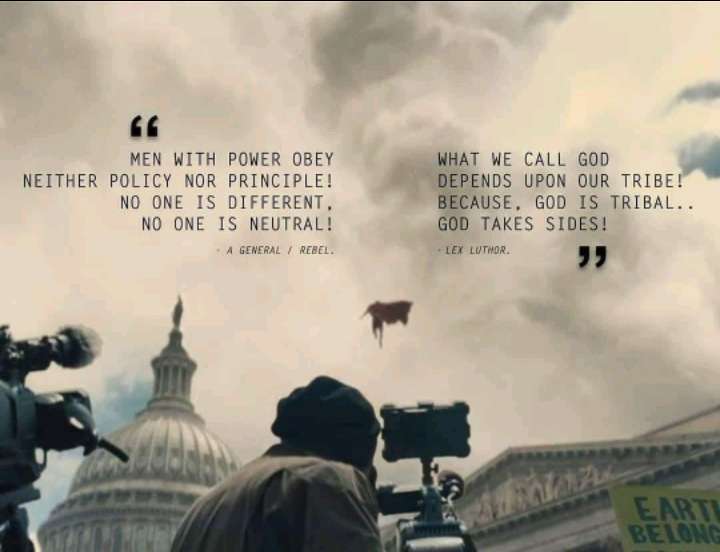 “
MEN WITH POWER OBEY
NEITHER POLICY NOR PRINCIPLE!
NO ONE IS DIFFERENT,
NO ONE IS NEUTRAL!
- A GENERAL / REBEL.
WHAT WE CALL GOD
DEPENDS UPON OUR TRIBE!
BECAUSE, GOD IS TRIBAL..
GOD TAKES SIDES!
- LEX LUTHOR.
”
EARTH
BELONG